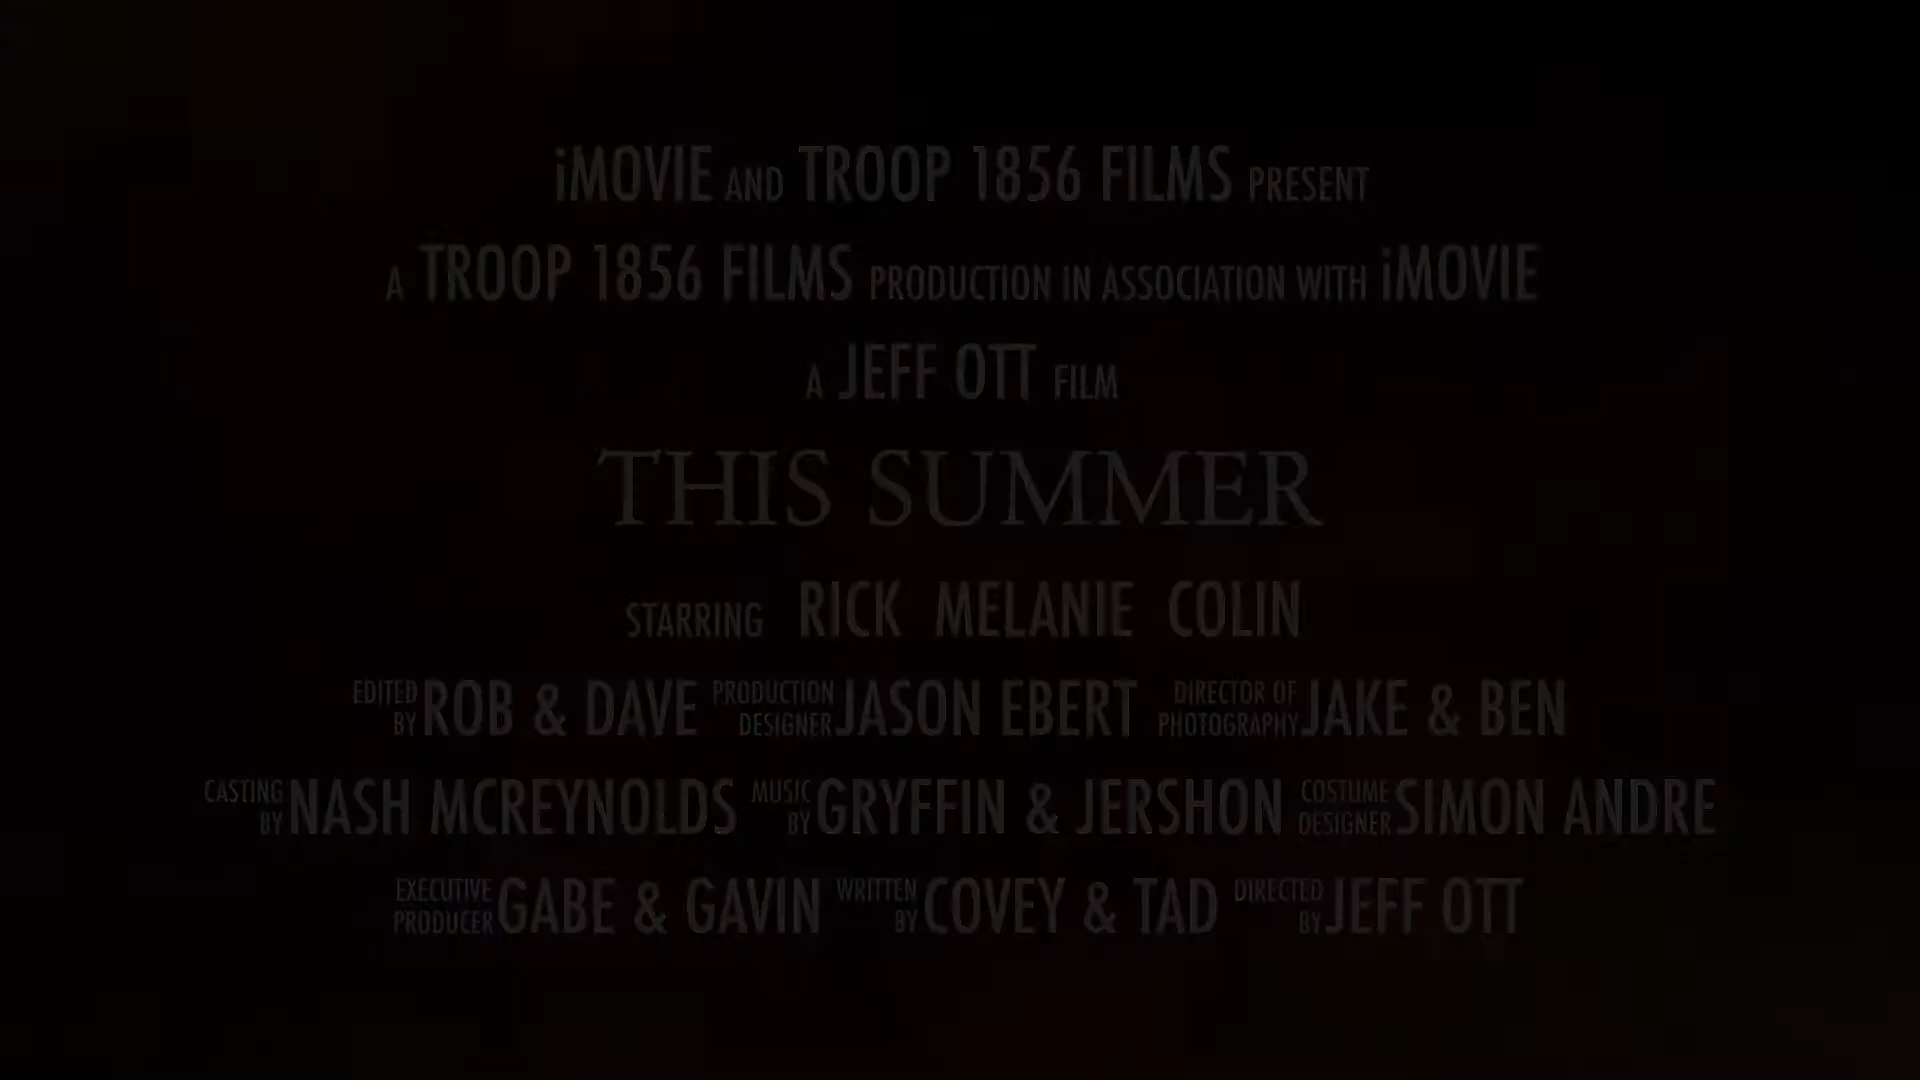 iMOVIE AND TROOP 1856 FILMS PRESENT
A TROOP 1856 FILMS PRODUCTION IN ASSOCIATION WITH iMOVIE
A JEFF OTT FILM
THIS SUMMER
STARRING RICK MELANIE COLIN
EDITED BY ROB & DAVE PRODUCTION DESIGNER JASON EBERT DIRECTOR OF PHOTOGRAPHY JAKE & BEN
CASTING BY NASH MCREYNOLDS MUSIC BY GRYFFIN & JERSHON COSTUME DESIGNER SIMON ANDRE
EXECUTIVE PRODUCER GABE & GAVIN WRITTEN BY COVEY & TAD DIRECTED BY JEFF OTT